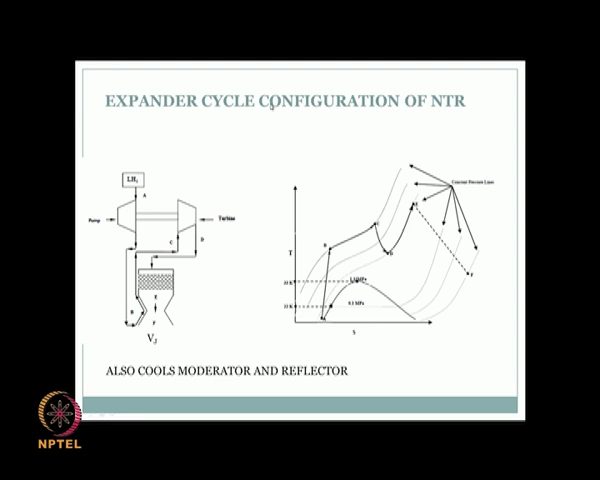 EXPANDER CYCLE CONFIGURATION OF NTR
LH2
A
Pump
Turbine
C
D
B
E
F
VJ
Constant Pressure Lines
T
B
C
D
E
F
A
33 K
0.1 MPa
S
ALSO COOLS MODERATOR AND REFLECTOR
NPTEL